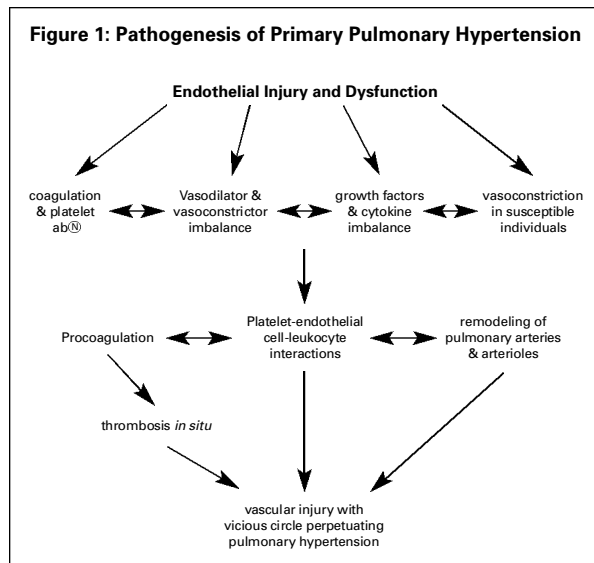 Figure 1: Pathogenesis of Primary Pulmonary Hypertension
Endothelial Injury and Dysfunction
coagulation
& platelet
abⓃ
Vasodilator &
vasoconstrictor
imbalance
growth factors
& cytokine
imbalance
vasoconstriction
in susceptible
individuals
Procoagulation
Platelet-endothelial
cell-leukocyte
interactions
remodeling of
pulmonary arteries
& arterioles
thrombosis in situ
vascular injury with
vicious circle perpetuating
pulmonary hypertension